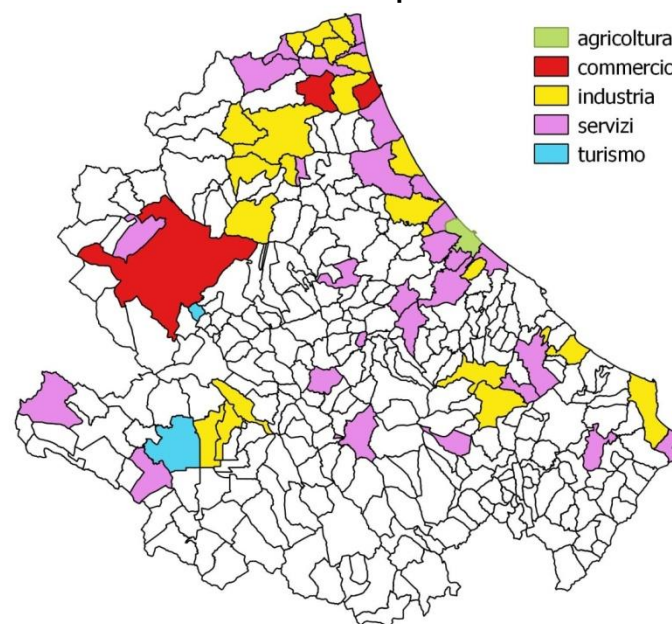 agricoltura
commercio
industria
servizi
turismo